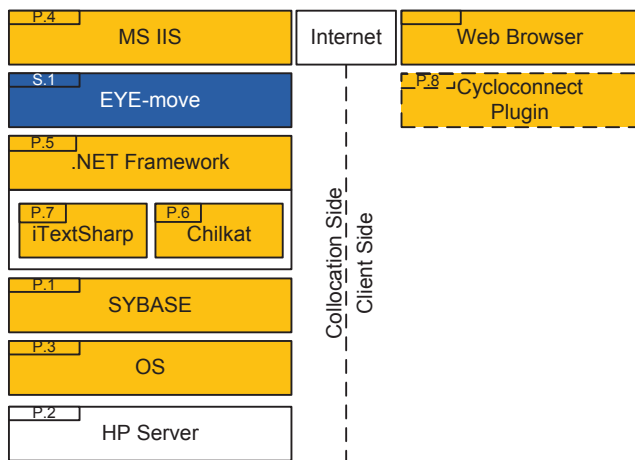 P.4
MS IIS
Internet
Web Browser
S.1
EYE-move
P.8
Cycloconnect
Plugin
P.5
.NET Framework
P.7
iTextSharp
P.6
Chilkat
Collocation Side
Client Side
P.1
SYBASE
P.3
OS
P.2
HP Server